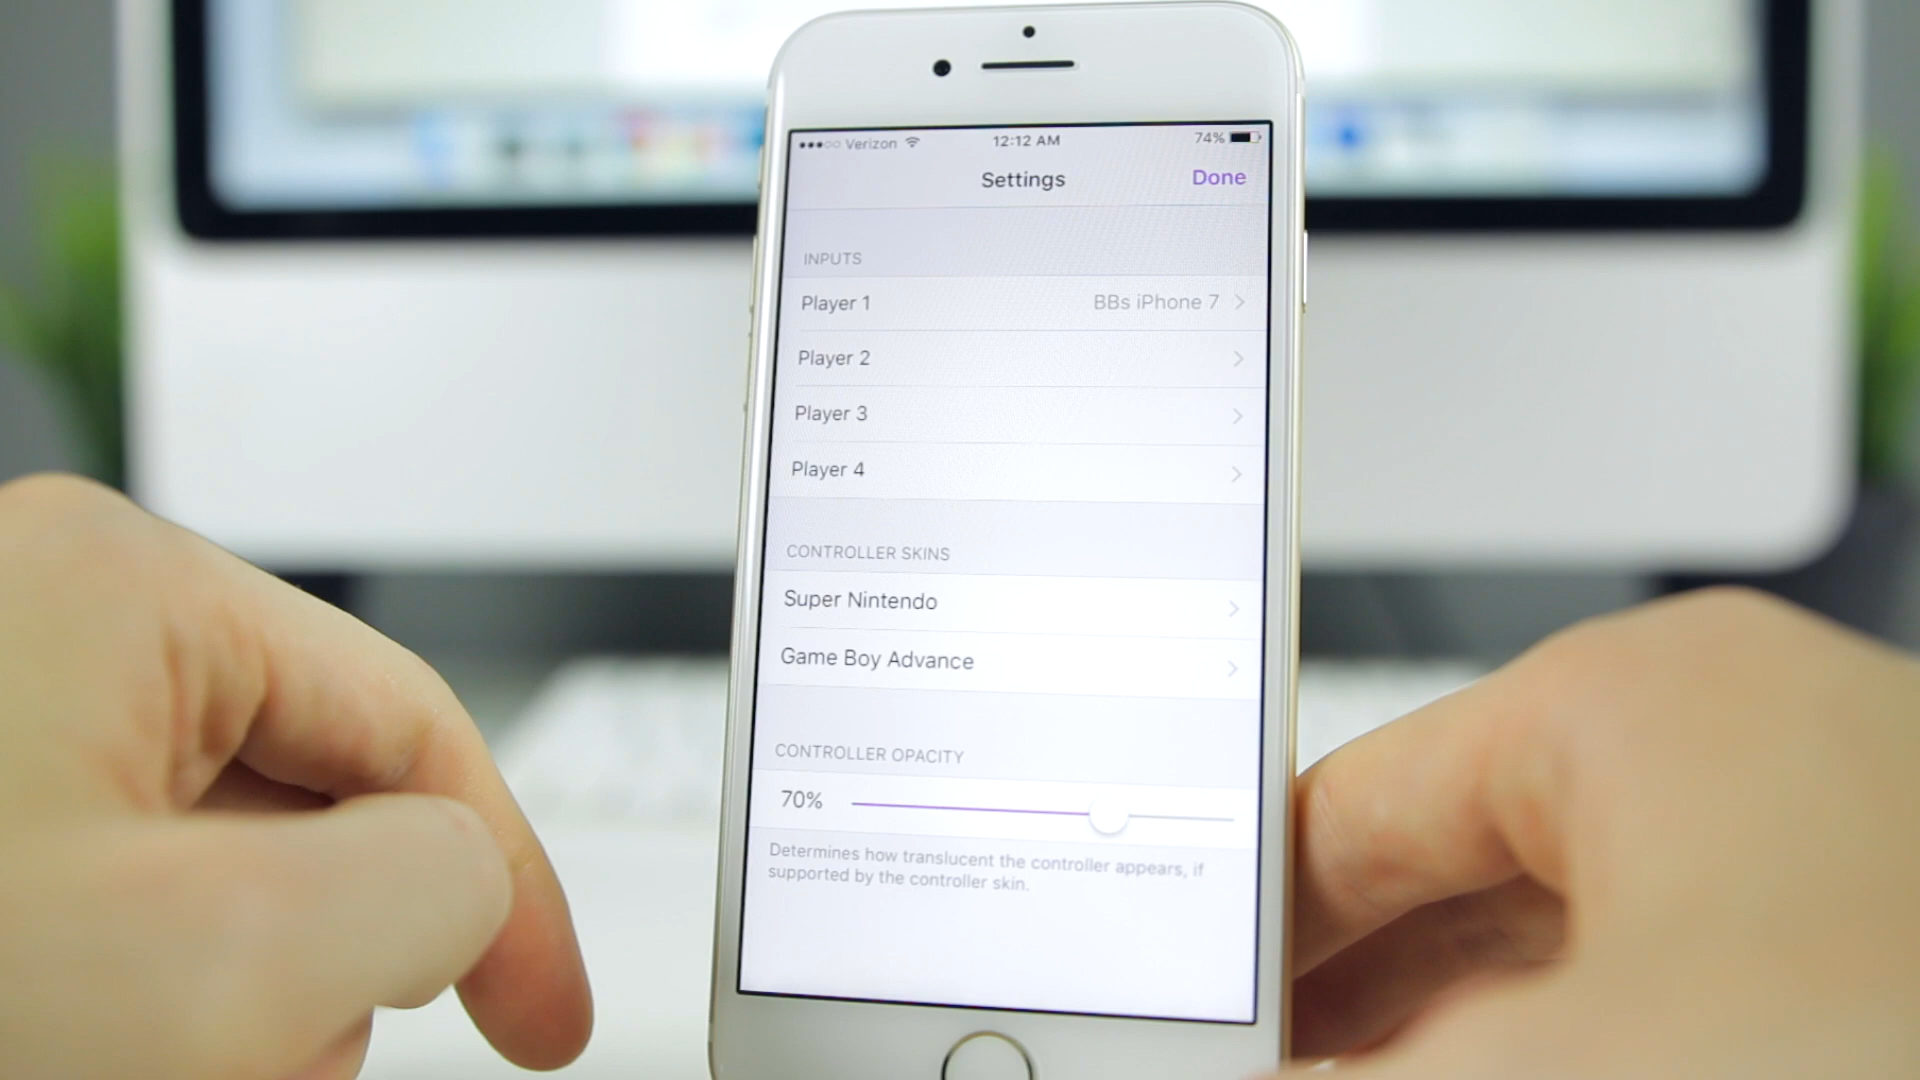 Verizon 12:12 AM 74%
Settings Done
INPUTS
Player 1 BBs iPhone 7
Player 2
Player 3
Player 4
CONTROLLER SKINS
Super Nintendo
Game Boy Advance
CONTROLLER OPACITY
70%
Determines how translucent the controller appears, if
supported by the controller skin.